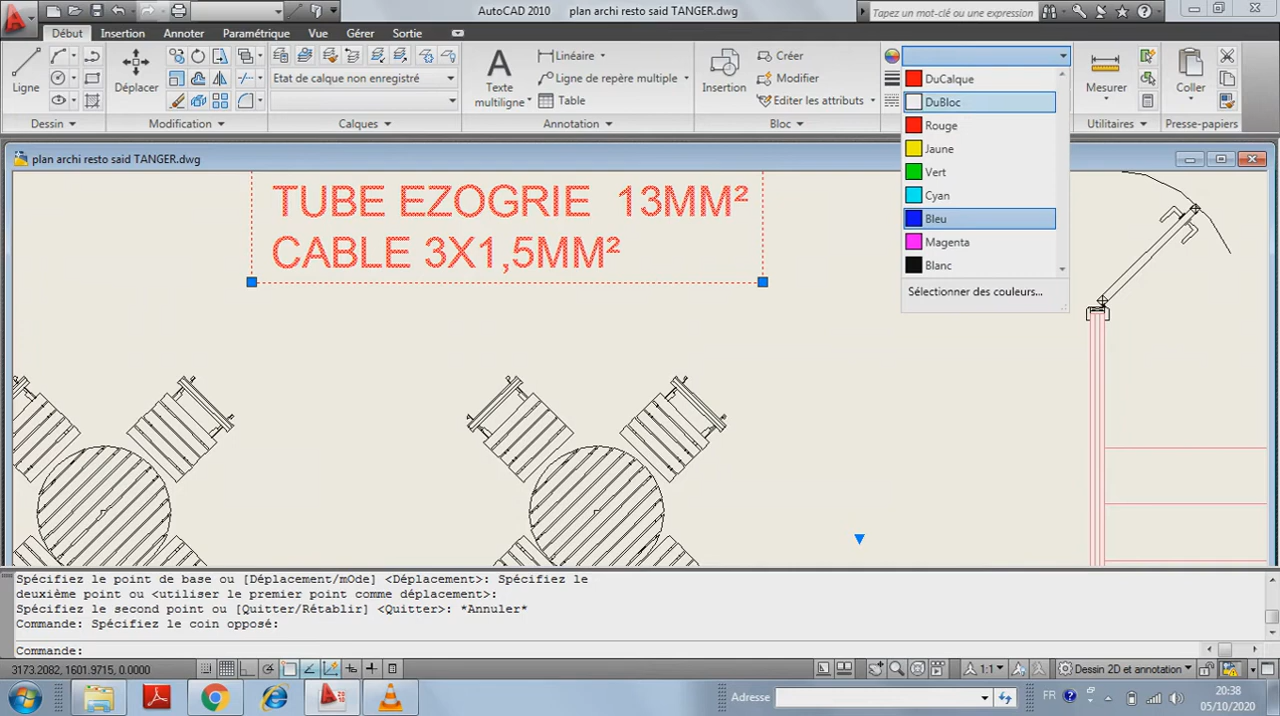 AutoCAD 2010 plan archi resto said TANGER.dwg
Tapez un mot-clé ou une expression
Début Insertion Annoter Paramétrique Vue Gérer Sortie
Ligne
Déplacer
Etat de calque non enregistré
Texte
multiligne
Linéaire
Ligne de repère multiple
Table
Insertion
Créer
Modifier
Editer les attributs
Mesurer
Coller
Dessin
Modification
Calques
Annotation
Bloc
Utilitaires
Presse-papiers
DuCalque
DuBloc
Rouge
Jaune
Vert
Cyan
Bleu
Magenta
Blanc
Sélectionner des couleurs...
plan archi resto said TANGER.dwg
TUBE EZOGRIE 13MM²
CABLE 3X1,5MM²
Spécifiez le point de base ou [Déplacement/mOde] <Déplacement>: Spécifiez le
deuxième point ou <utiliser le premier point comme déplacement>:
Spécifiez le second point ou [Quitter/Rétablir] <Quitter>: *Annuler*
Commande: Spécifiez le coin opposé:
Commande:
3173.2082, 1601.9715, 0.0000
1:1
Dessin 2D et annotation
Adresse
FR
20:38
05/10/2020